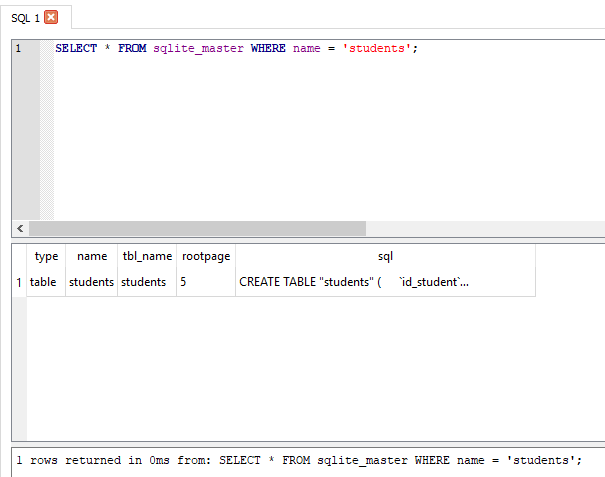 SQL 1
1 SELECT * FROM sqlite_master WHERE name = 'students';
type name tbl_name rootpage sql
1 table students students 5 CREATE TABLE "students" ( `id_student`...
1 rows returned in 0ms from: SELECT * FROM sqlite_master WHERE name = 'students';